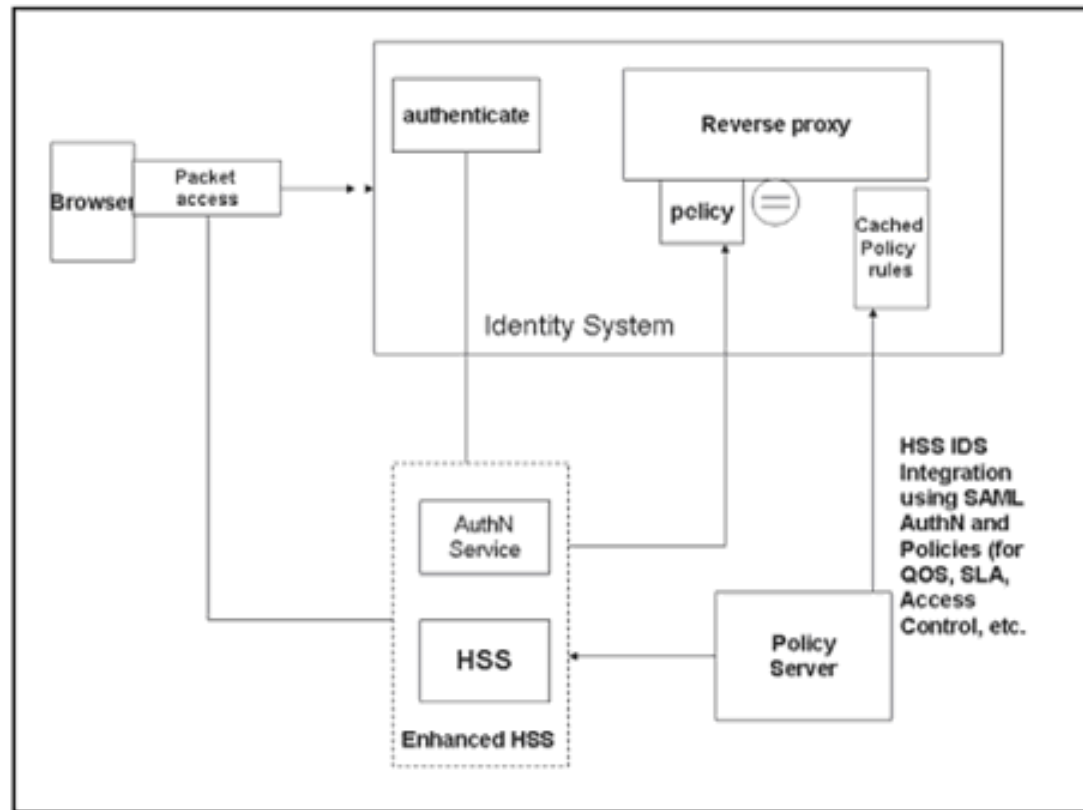 authenticate
Reverse proxy
Browser
Packet
access
policy
Cached
Policy
rules
Identity System
HSS IDS
Integration
using SAML
AuthN and
Policies (for
QOS, SLA,
Access
Control, etc.
AuthN
Service
HSS
Enhanced HSS
Policy
Server